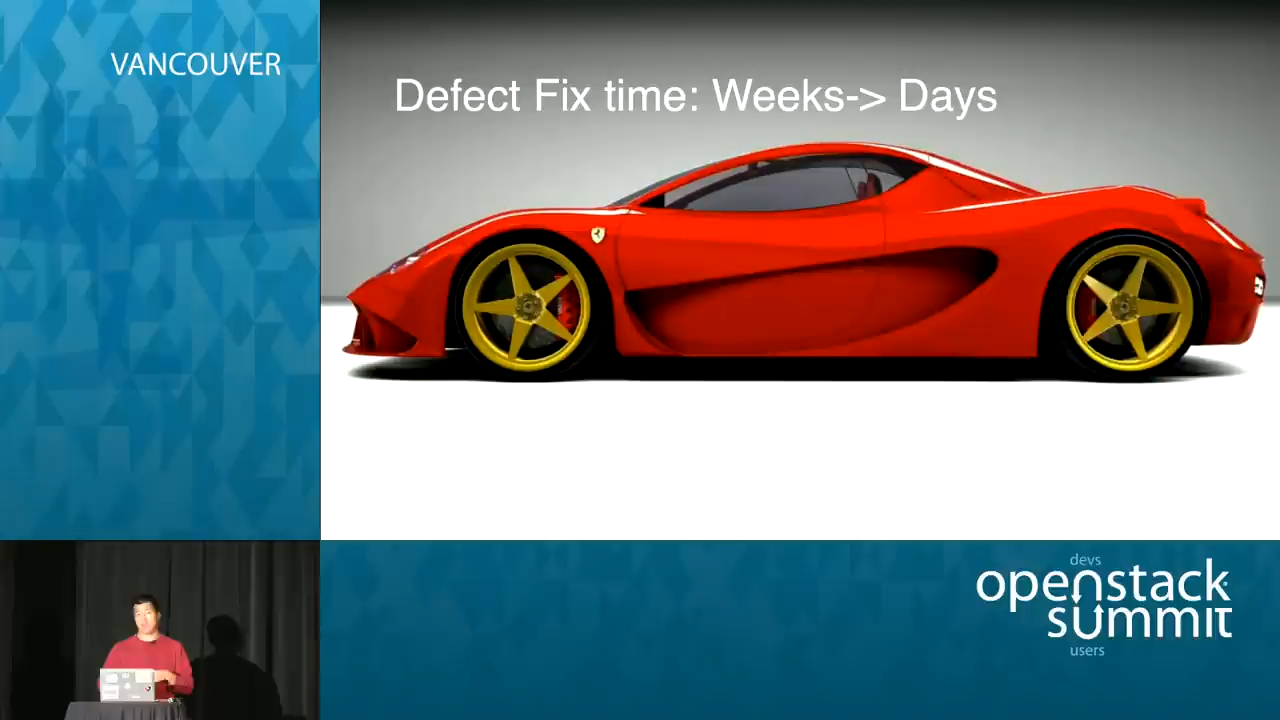 VANCOUVER
Defect Fix time: Weeks-> Days
devs
openstack
summit
users